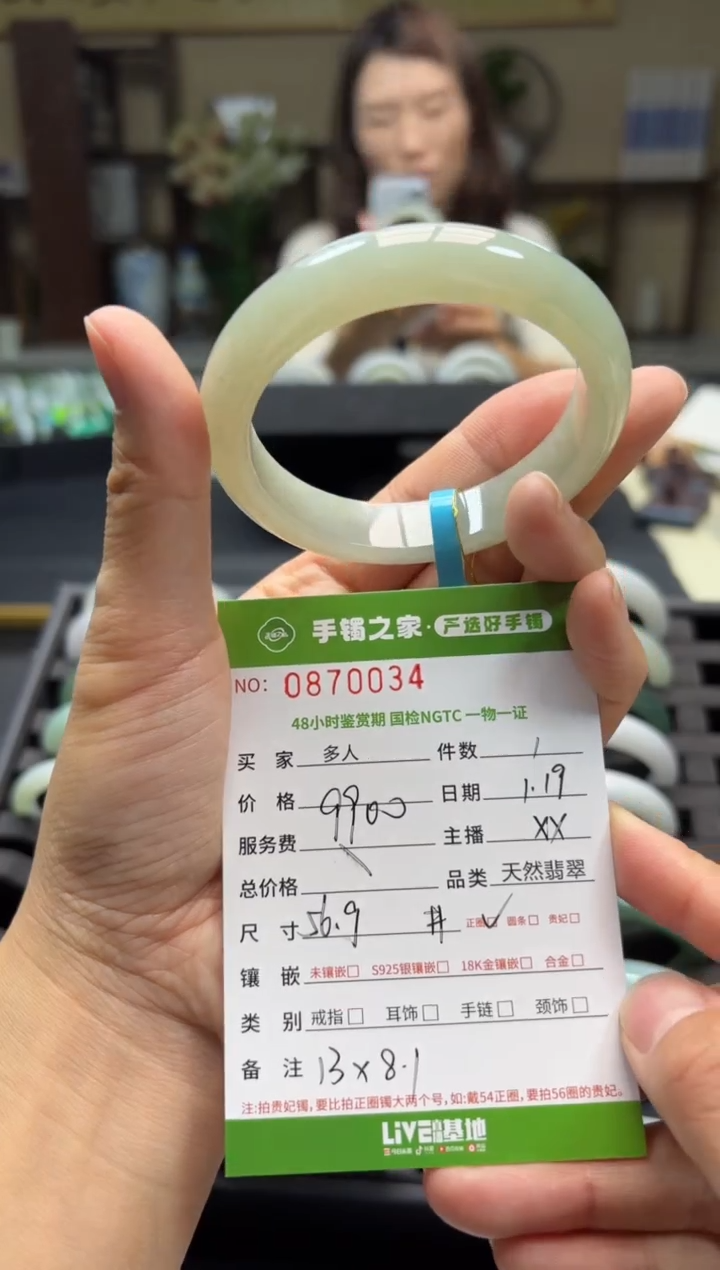 手镯之家·严选好手镯
NO: 0870034
48小时鉴赏期 国检NGTC 一物一证
买 家 多人 件数 1
价 格 9900 日期 1.19
服务费 \ 主播 XX
总价格 品类 天然翡翠
尺 寸 56.9 正圈☑ 圆条☐ 贵妃☐
镶 嵌 未镶嵌☐ S925银镶嵌☐ 18K金镶嵌☐ 合金☐
类 别 戒指☐ 耳饰☐ 手链☐ 颈饰☐
备 注 13×8.1
注:拍贵妃镯,要比拍正圈镯大两个号,如:戴54正圈,要拍56圈的贵妃。
LIVE 基地